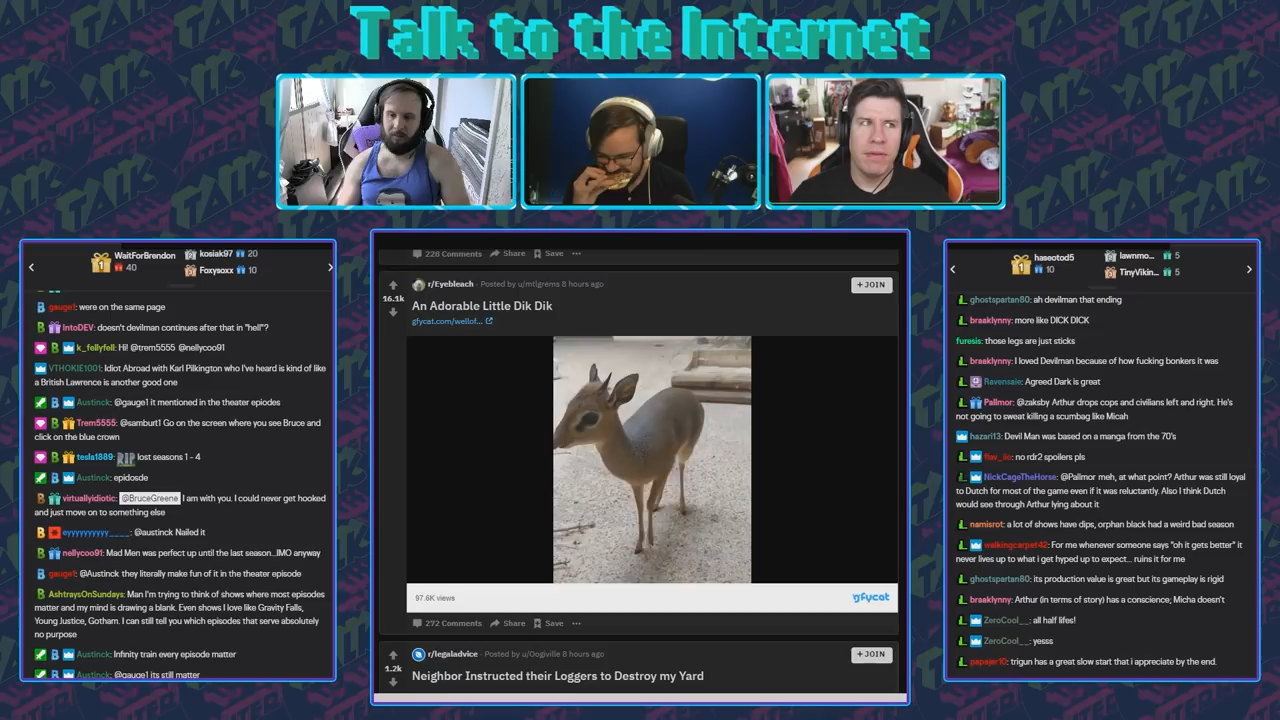 Talk to the Internet
WaitForBrendon
40
kosiak97 20
Foxysoxx 10
gauge1: were on the same page
IntoDEV: doesn't devilman continues after that in "hell"?
k_fellyfell: Hi! @trem5555 @nellycoo91
VTHOKIE1001: Idiot Abroad with Karl Pilkington who I've heard is kind of like
a British Lawrence is another good one
Austinck: @gauge1 it mentioned in the theater epiodes
Trem5555: @samburt1 Go on the screen where you see Bruce and
click on the blue crown
tesla1889: RIP lost seasons 1 - 4
Austinck: epidosde
virtuallyidiotic: @BruceGreene I am with you. I could never get hooked
and just move on to something else
eyyyyyyyyyy____: @austinck Nailed it
nellycoo91: Mad Men was perfect up until the last season...IMO anyway
gauge1: @Austinck they literally make fun of it in the theater episode
AshtraysOnSundays: Man I'm trying to think of shows where most episodes
matter and my mind is drawing a blank. Even shows I love like Gravity Falls,
Young Justice, Gotham. I can still tell you which episodes that serve absolutely
no purpose
Austinck: Infinity train every episode matter
Austinck: @gauge1 its still matter
228 Comments Share Save ...
r/Eyebleach · Posted by u/mtlgrems 8 hours ago
+ JOIN
16.1k
An Adorable Little Dik Dik
gfycat.com/wellof...
97.6K views
gfycat
272 Comments Share Save ...
r/legaladvice · Posted by u/Oogiville 8 hours ago
+ JOIN
1.2k
Neighbor Instructed their Loggers to Destroy my Yard
haseotod5
10
lawnmo... 5
TinyVikin... 5
ghostspartan80: ah devilman that ending
braaklynny: more like DICK DICK
furesis: those legs are just sticks
braaklynny: I loved Devilman because of how fucking bonkers it was
Ravensaie: Agreed Dark is great
Pallmor: @zaksby Arthur drops cops and civilians left and right. He's
not going to sweat killing a scumbag like Micah
hazari13: Devil Man was based on a manga from the 70's
no rdr2 spoilers pls
NickCageTheHorse: @Pallmor meh, at what point? Arthur was still loyal
to Dutch for most of the game even if it was reluctantly. Also I think Dutch
would see through Arthur lying about it
namisrot: a lot of shows have dips, orphan black had a weird bad season
walkingcarpet42: For me whenever someone says "oh it gets better" it
never lives up to what i get hyped up to expect... ruins it for me
ghostspartan80: its production value is great but its gameplay is rigid
braaklynny: Arthur (in terms of story) has a conscience; Micha doesn't
ZeroCool__: all half lifes!
ZeroCool__: yesss
papajer10: trigun has a great slow start that i appreciate by the end.